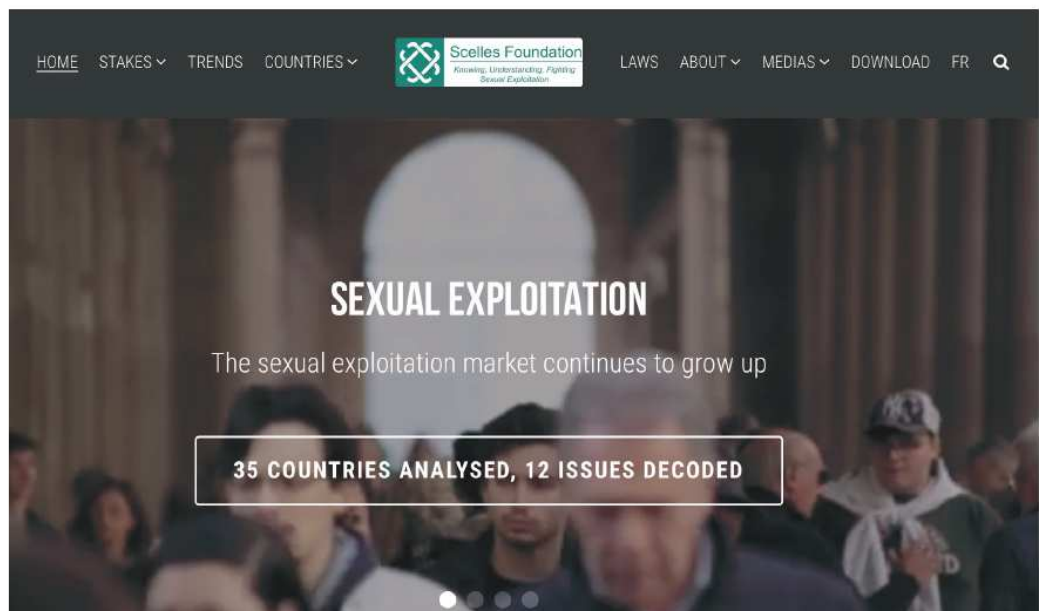 HOME STAKES TRENDS COUNTRIES
Scelles Foundation
Knowing, Understanding, Fighting
Sexual Exploitation
LAWS ABOUT MEDIAS DOWNLOAD FR
SEXUAL EXPLOITATION
The sexual exploitation market continues to grow up
35 COUNTRIES ANALYSED, 12 ISSUES DECODED